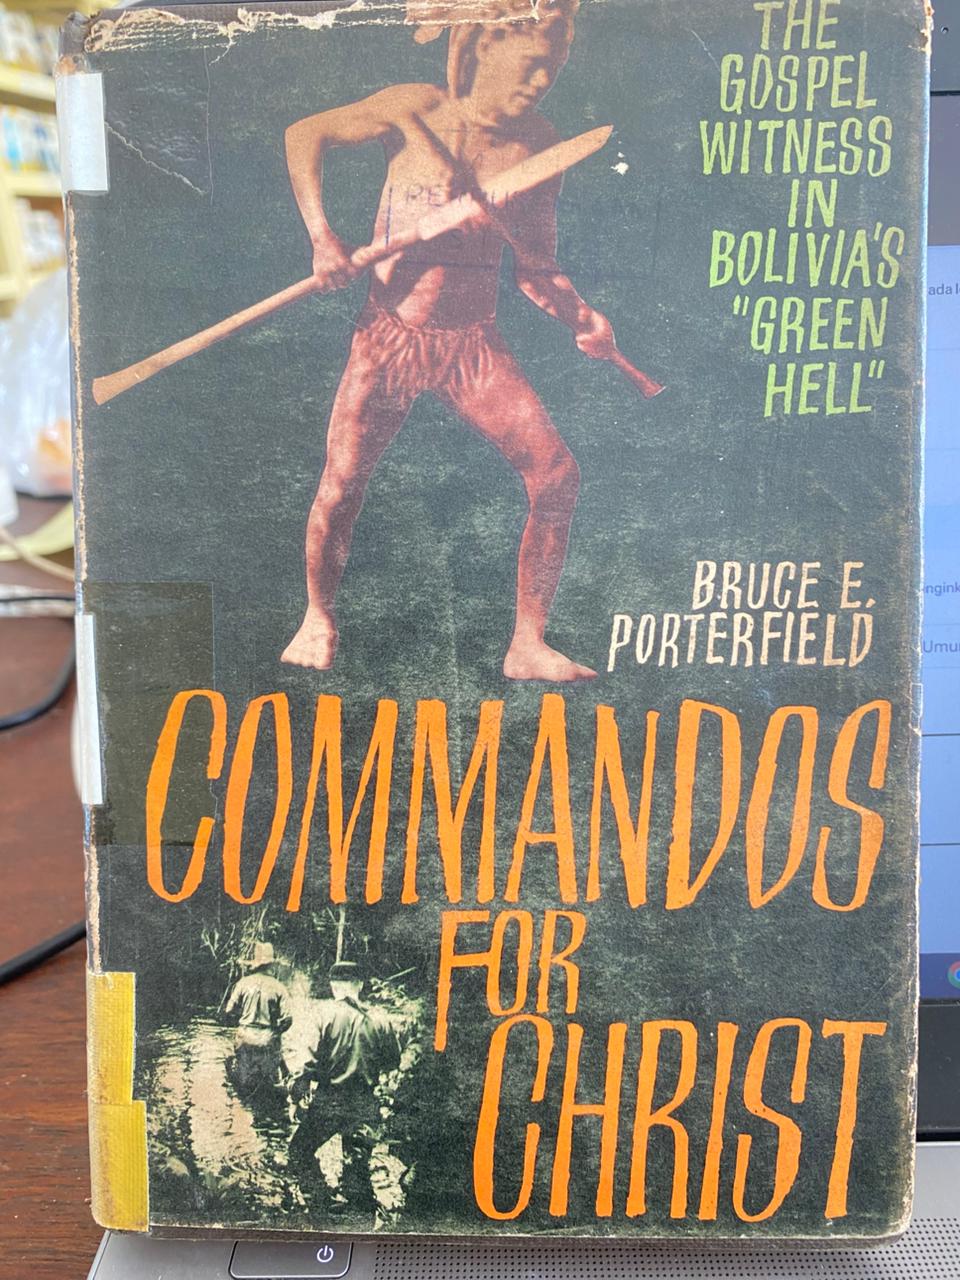 THE
GOSPEL
WITNESS
IN
BOLIVIA'S
"GREEN
HELL"
BRUCE E.
PORTERFIELD
COMMANDOS
FOR
CHRIST